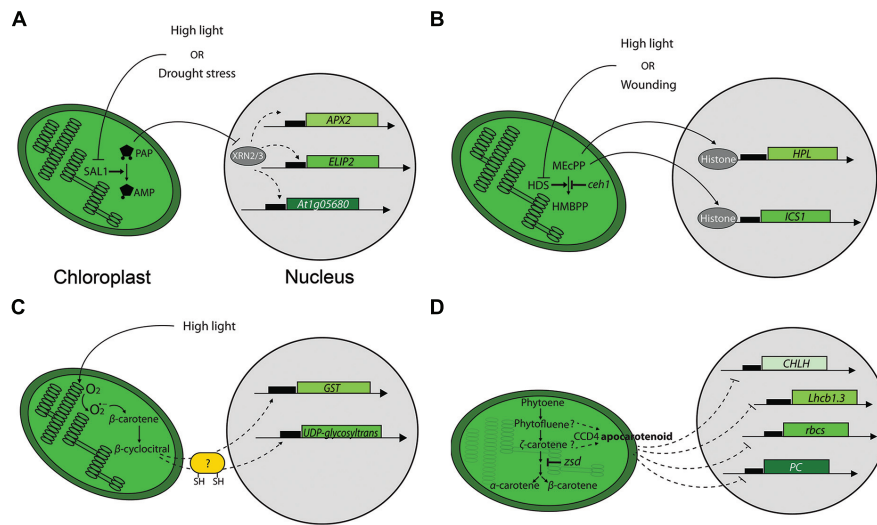 A
High light
OR
Drought stress
PAP
SAL1
AMP
XRN2/3
APX2
ELIP2
At1g05680
Chloroplast
Nucleus
B
High light
OR
Wounding
MEcPP
HDS
ceh1
HMBPP
Histone
HPL
Histone
ICS1
C
High light
O2
O2
β-carotene
β-cyclocitral
?
SH SH
GST
UDP-glycosyltrans
D
Phytoene
Phytofluene?
ζ-carotene ?
CCD4 apocarotenoid
zsd
α-carotene β-carotene
CHLH
Lhcb1.3
rbcs
PC